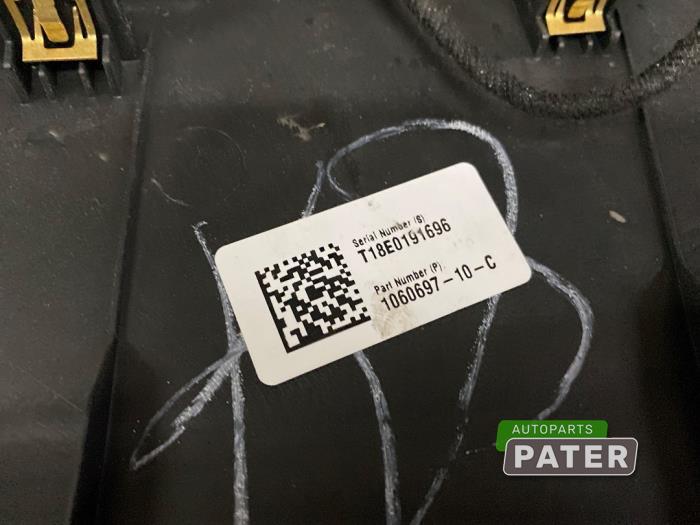 Serial Number (S)
T18E0191696
Part Number (P)
1060697-10-C
AUTOPARTS
PATER